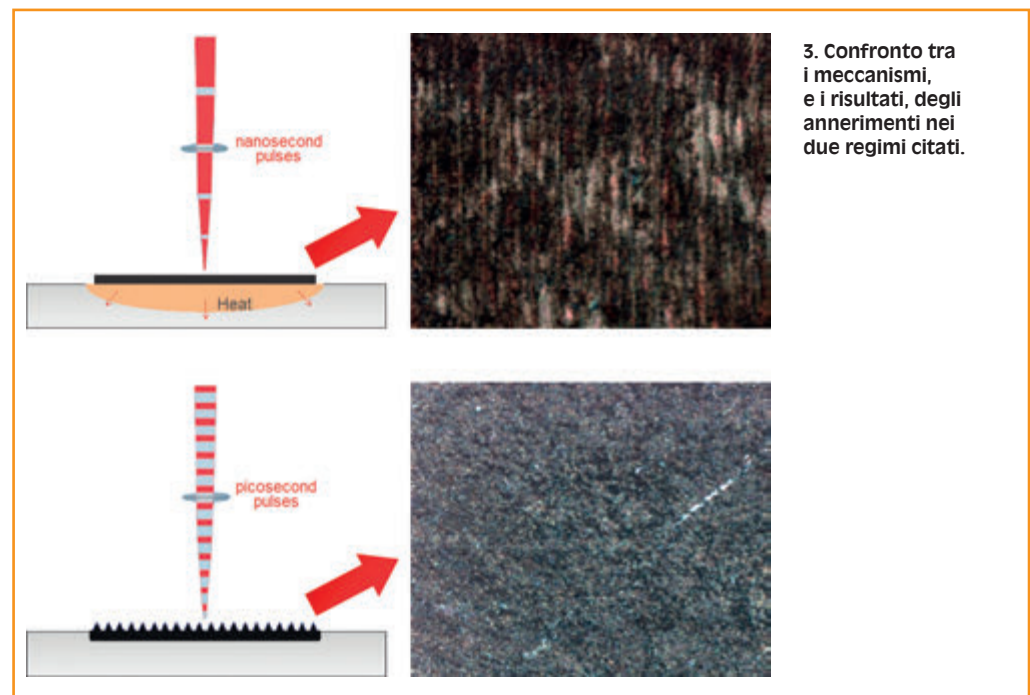 nanosecond
pulses
Heat
3. Confronto tra
i meccanismi,
e i risultati, degli
annerimenti nei
due regimi citati.
picosecond
pulses